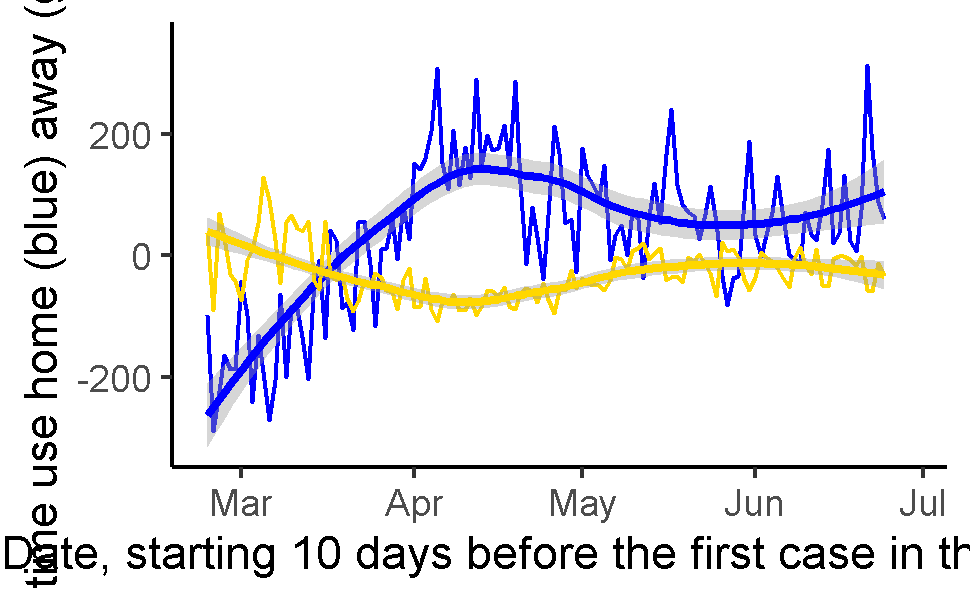 time use home (blue) away (
200
0
-200
Mar Apr May Jun Jul
Date, starting 10 days before the first case in th